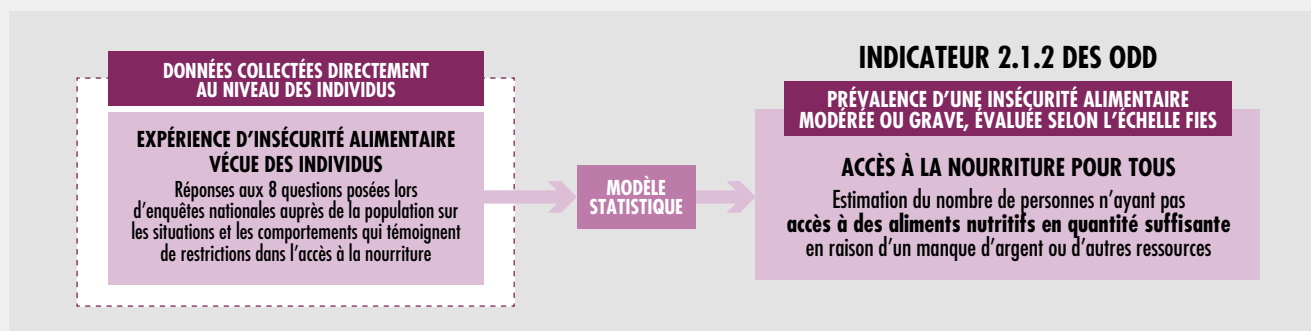 DONNÉES COLLECTÉES DIRECTEMENT
AU NIVEAU DES INDIVIDUS
EXPÉRIENCE D'INSÉCURITÉ ALIMENTAIRE
VÉCUE DES INDIVIDUS
Réponses aux 8 questions posées lors
d'enquêtes nationales auprès de la population sur
les situations et les comportements qui témoignent
de restrictions dans l'accès à la nourriture
MODÈLE
STATISTIQUE
INDICATEUR 2.1.2 DES ODD
PRÉVALENCE D'UNE INSÉCURITÉ ALIMENTAIRE
MODÉRÉE OU GRAVE, ÉVALUÉE SELON L'ÉCHELLE FIES
ACCÈS À LA NOURRITURE POUR TOUS
Estimation du nombre de personnes n'ayant pas
accès à des aliments nutritifs en quantité suffisante
en raison d'un manque d'argent ou d'autres ressources